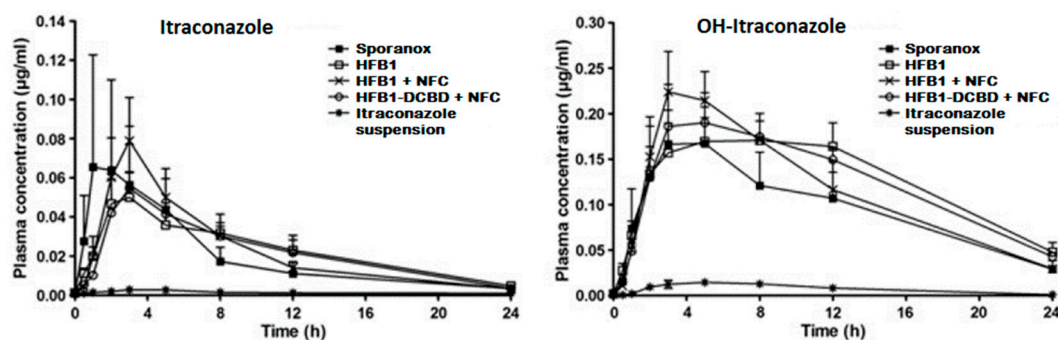 Itraconazole
Plasma concentration (µg/ml)
0.14
0.12
0.10
0.08
0.06
0.04
0.02
0.00
Sporanox
HFB1
HFB1 + NFC
HFB1-DCBD + NFC
Itraconazole
suspension
0 4 8 12 16 20 24
Time (h)
OH-Itraconazole
Plasma concentration (µg/ml)
0.30
0.25
0.20
0.15
0.10
0.05
0.00
Sporanox
HFB1
HFB1 + NFC
HFB1-DCBD + NFC
Itraconazole
suspension
0 4 8 12 16 20 24
Time (h)